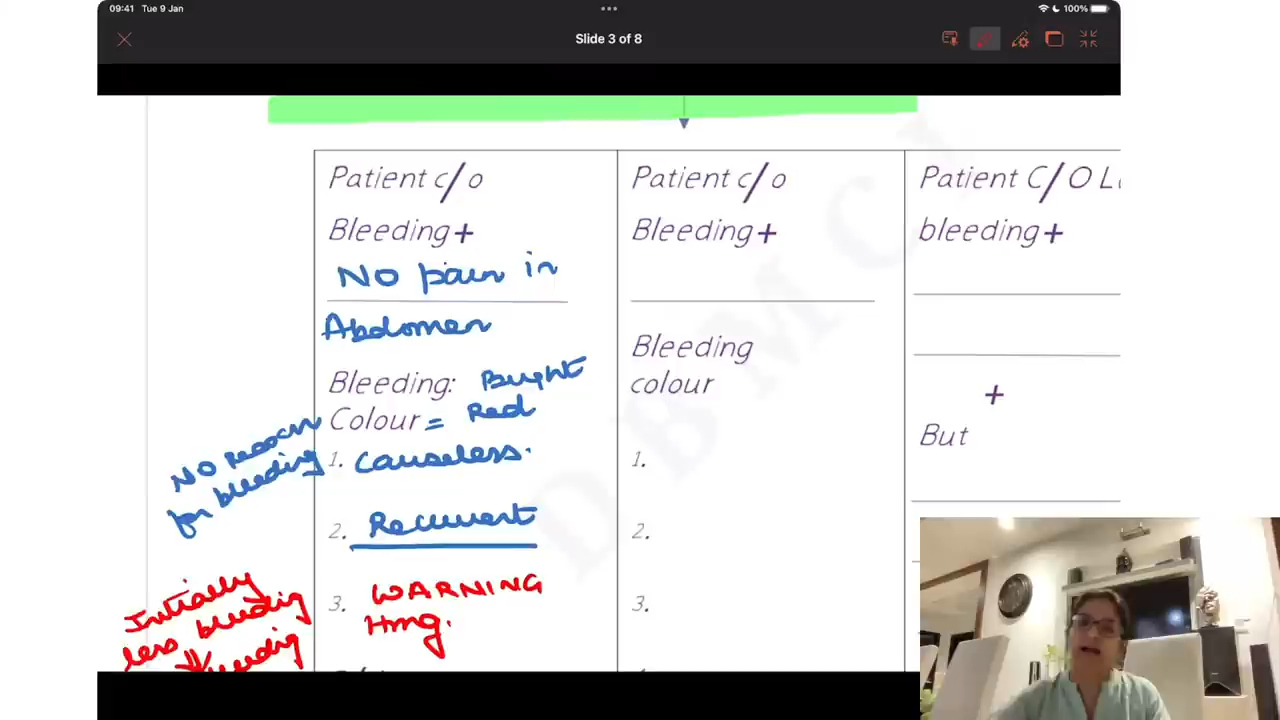 09:41 Tue 9 Jan
100%
Slide 3 of 8
Patient c/o
Bleeding +
NO pain in
Abdomen
Bleeding: Bright
Colour = Red
NO reason
for bleeding
1. Causeless.
2. Recurrent
Initially
less bleeding
bleeding
3. WARNING
Hmg.
Patient c/o
Bleeding +
Bleeding
colour
1.
2.
3.
Patient C/O L
bleeding +
+
But
DBMCI